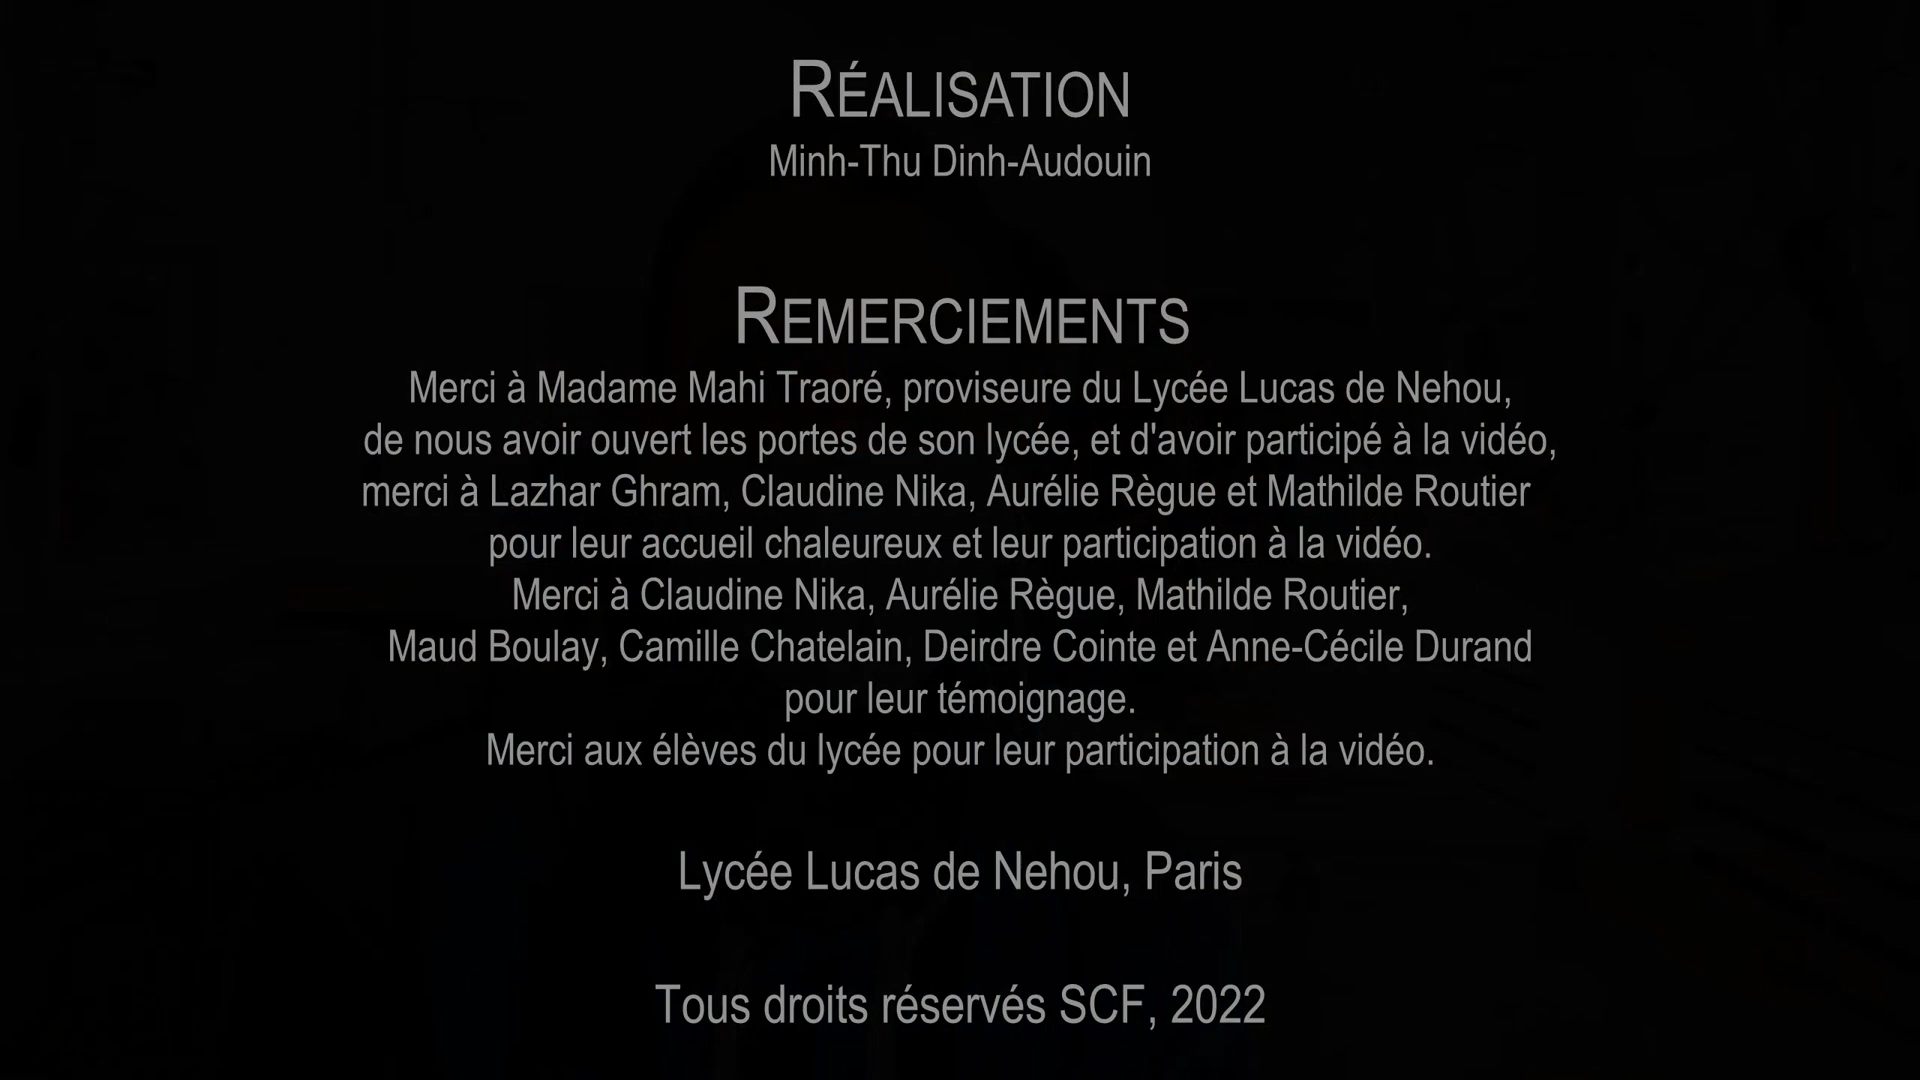 RÉALISATION
Minh-Thu Dinh-Audouin
REMERCIEMENTS
Merci à Madame Mahi Traoré, proviseure du Lycée Lucas de Nehou,
de nous avoir ouvert les portes de son lycée, et d'avoir participé à la vidéo,
merci à Lazhar Ghram, Claudine Nika, Aurélie Règue et Mathilde Routier
pour leur accueil chaleureux et leur participation à la vidéo.
Merci à Claudine Nika, Aurélie Règue, Mathilde Routier,
Maud Boulay, Camille Chatelain, Deirdre Cointe et Anne-Cécile Durand
pour leur témoignage.
Merci aux élèves du lycée pour leur participation à la vidéo.
Lycée Lucas de Nehou, Paris
Tous droits réservés SCF, 2022